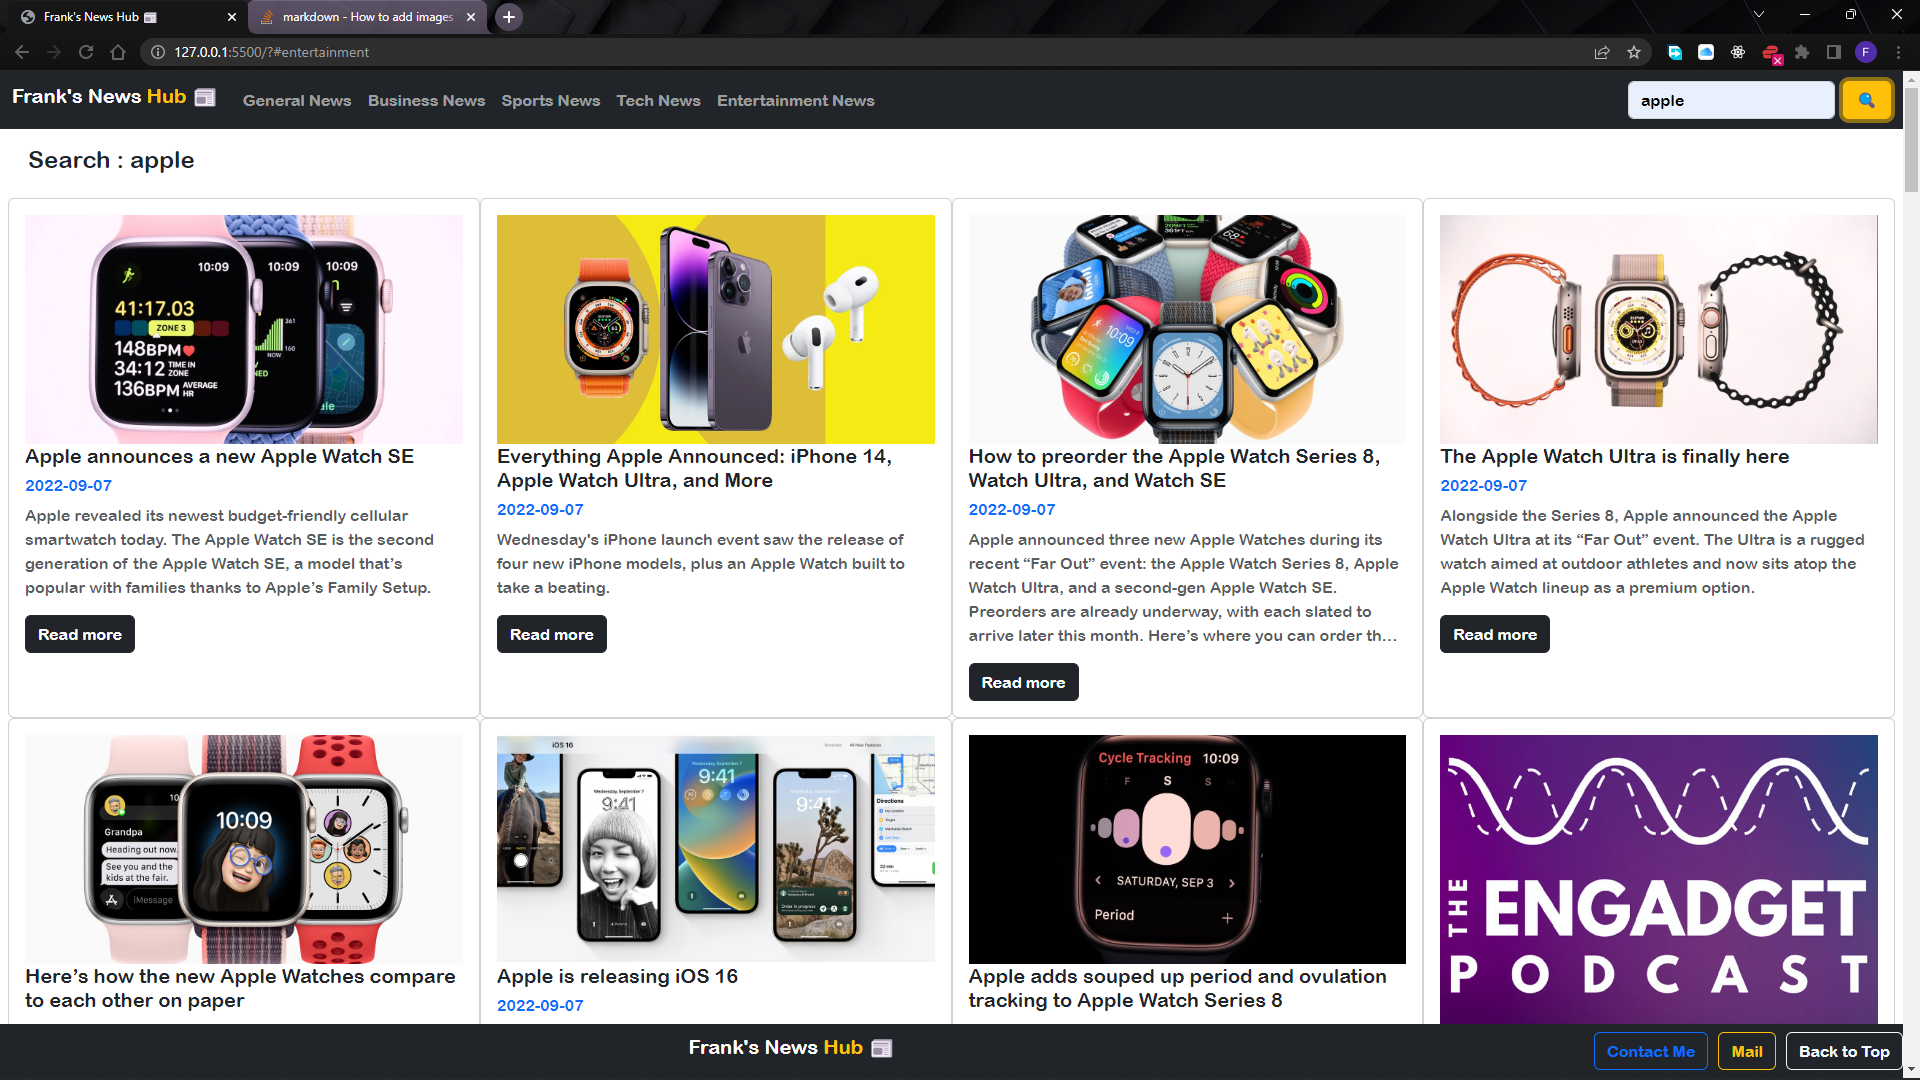 Frank's News Hub
markdown - How to add images
127.0.0.1:5500/?#entertainment
F
Frank's News Hub
General News
Business News
Sports News
Tech News
Entertainment News
apple
Search : apple
10:09
10:09
10:09
41:17.03
ZONE 3
148BPM
34:12 TIME IN ZONE
136BPM AVERAGE HR
361
160
NOW
Apple announces a new Apple Watch SE
2022-09-07
Apple revealed its newest budget-friendly cellular
smartwatch today. The Apple Watch SE is the second
generation of the Apple Watch SE, a model that’s
popular with families thanks to Apple’s Family Setup.
Read more
Everything Apple Announced: iPhone 14,
Apple Watch Ultra, and More
2022-09-07
Wednesday's iPhone launch event saw the release of
four new iPhone models, plus an Apple Watch built to
take a beating.
Read more
361FT
68
10:09
How to preorder the Apple Watch Series 8,
Watch Ultra, and Watch SE
2022-09-07
Apple announced three new Apple Watches during its
recent “Far Out” event: the Apple Watch Series 8, Apple
Watch Ultra, and a second-gen Apple Watch SE.
Preorders are already underway, with each slated to
arrive later this month. Here’s where you can order th...
Read more
The Apple Watch Ultra is finally here
2022-09-07
Alongside the Series 8, Apple announced the Apple
Watch Ultra at its “Far Out” event. The Ultra is a rugged
watch aimed at outdoor athletes and now sits atop the
Apple Watch lineup as a premium option.
Read more
10
10:09
Grandpa
Heading out now.
See you and the
kids at the fair.
iMessage
Here’s how the new Apple Watches compare
to each other on paper
iOS 16
Wednesday, September 7
9:41
9:41
9:41
Directions
Apple is releasing iOS 16
2022-09-07
Cycle Tracking 10:09
F S S
SATURDAY, SEP 3
Period
Apple adds souped up period and ovulation
tracking to Apple Watch Series 8
THE
ENGADGET
PODCAST
Frank's News Hub
Contact Me
Mail
Back to Top